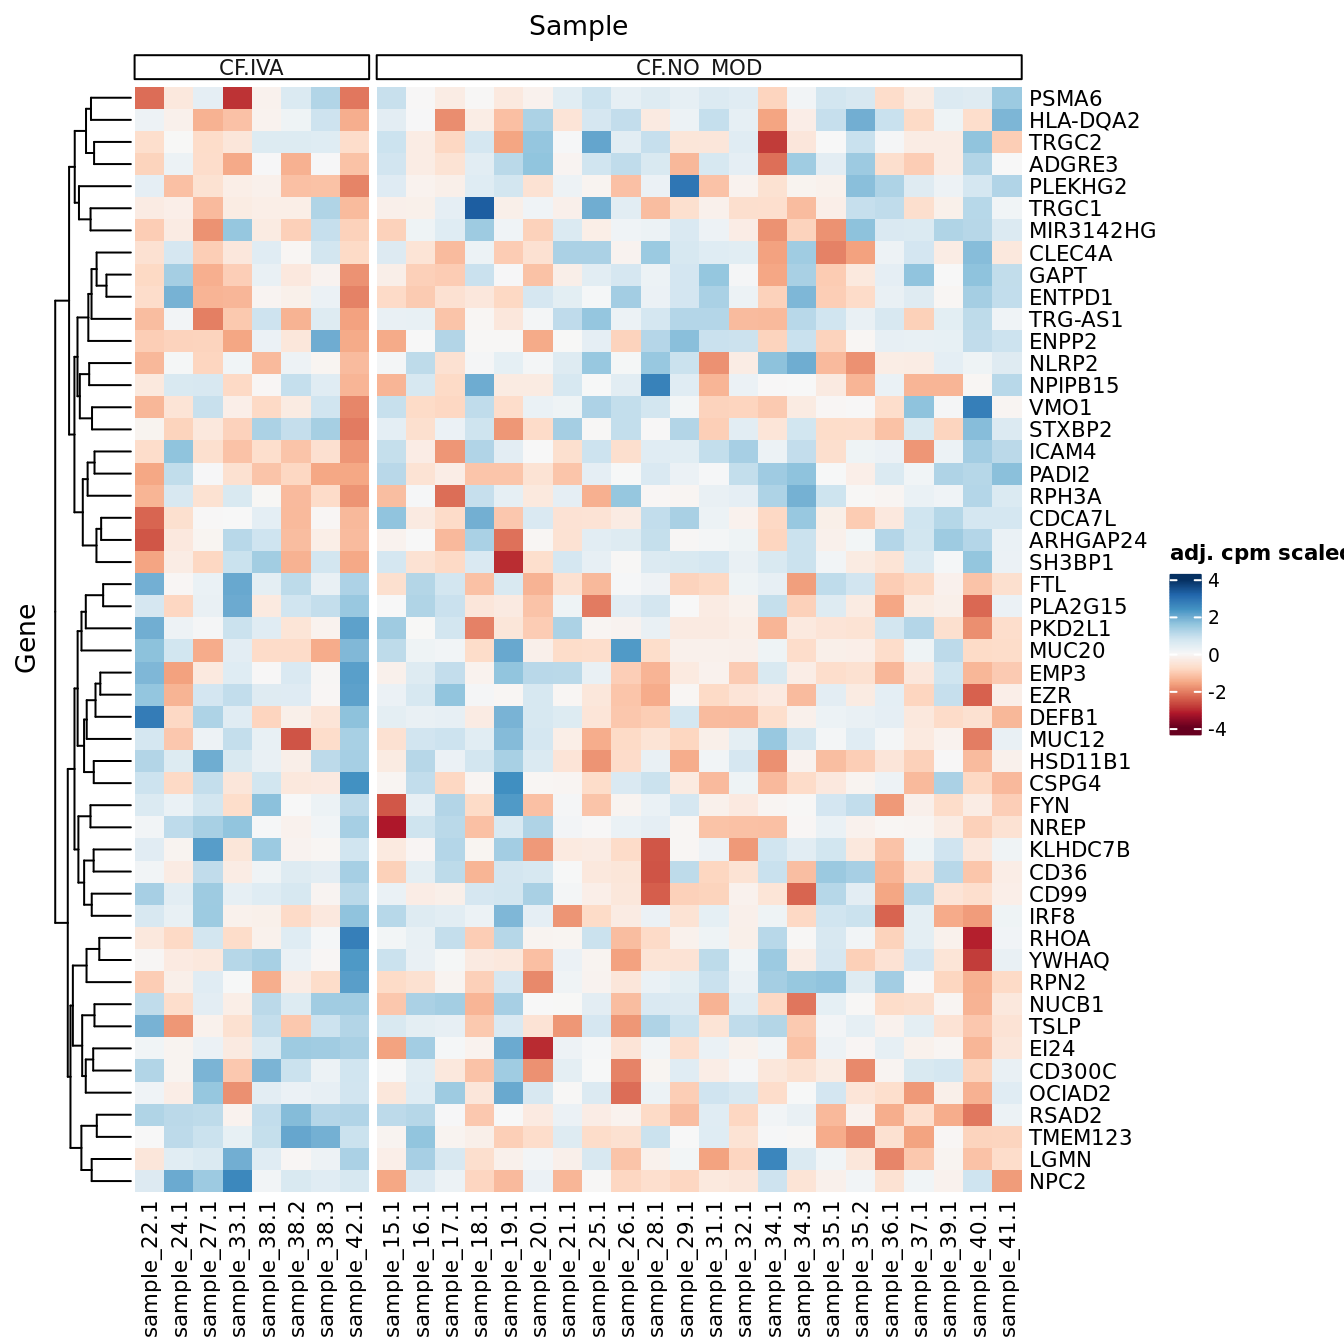 Sample
CF.IVA
CF.NO_MOD
Gene
PSMA6
HLA-DQA2
TRGC2
ADGRE3
PLEKHG2
TRGC1
MIR3142HG
CLEC4A
GAPT
ENTPD1
TRG-AS1
ENPP2
NLRP2
NPIPB15
VMO1
STXBP2
ICAM4
PADI2
RPH3A
CDCA7L
ARHGAP24
SH3BP1
FTL
PLA2G15
PKD2L1
MUC20
EMP3
EZR
DEFB1
MUC12
HSD11B1
CSPG4
FYN
NREP
KLHDC7B
CD36
CD99
IRF8
RHOA
YWHAQ
RPN2
NUCB1
TSLP
EI24
CD300C
OCIAD2
RSAD2
TMEM123
LGMN
NPC2
adj. cpm scaled
4
2
0
-2
-4
sample_22.1
sample_24.1
sample_27.1
sample_33.1
sample_38.1
sample_38.2
sample_38.3
sample_42.1
sample_15.1
sample_16.1
sample_17.1
sample_18.1
sample_19.1
sample_20.1
sample_21.1
sample_25.1
sample_26.1
sample_28.1
sample_29.1
sample_31.1
sample_32.1
sample_34.1
sample_34.3
sample_35.1
sample_35.2
sample_36.1
sample_37.1
sample_39.1
sample_40.1
sample_41.1